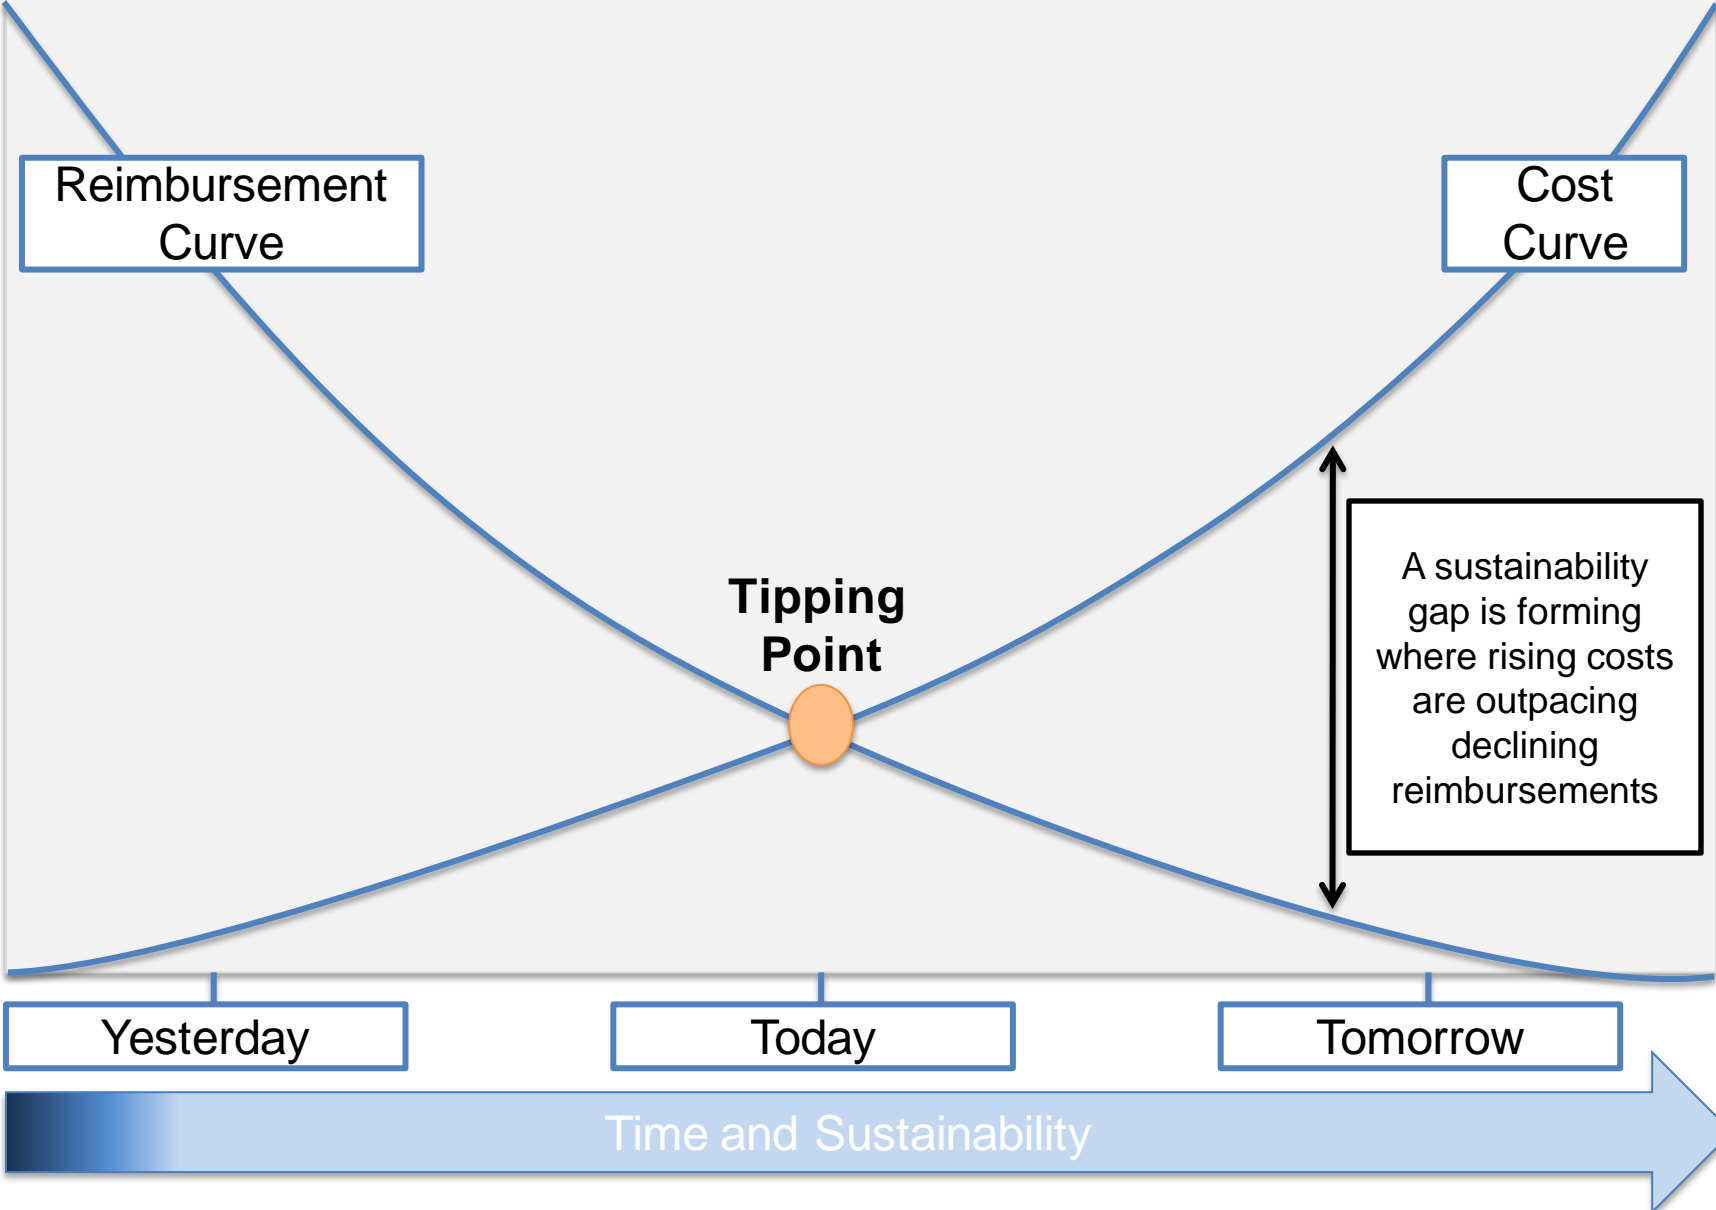 Reimbursement
Curve
Cost
Curve
Tipping
Point
A sustainability
gap is forming
where rising costs
are outpacing
declining
reimbursements
Yesterday
Today
Tomorrow
Time and Sustainability